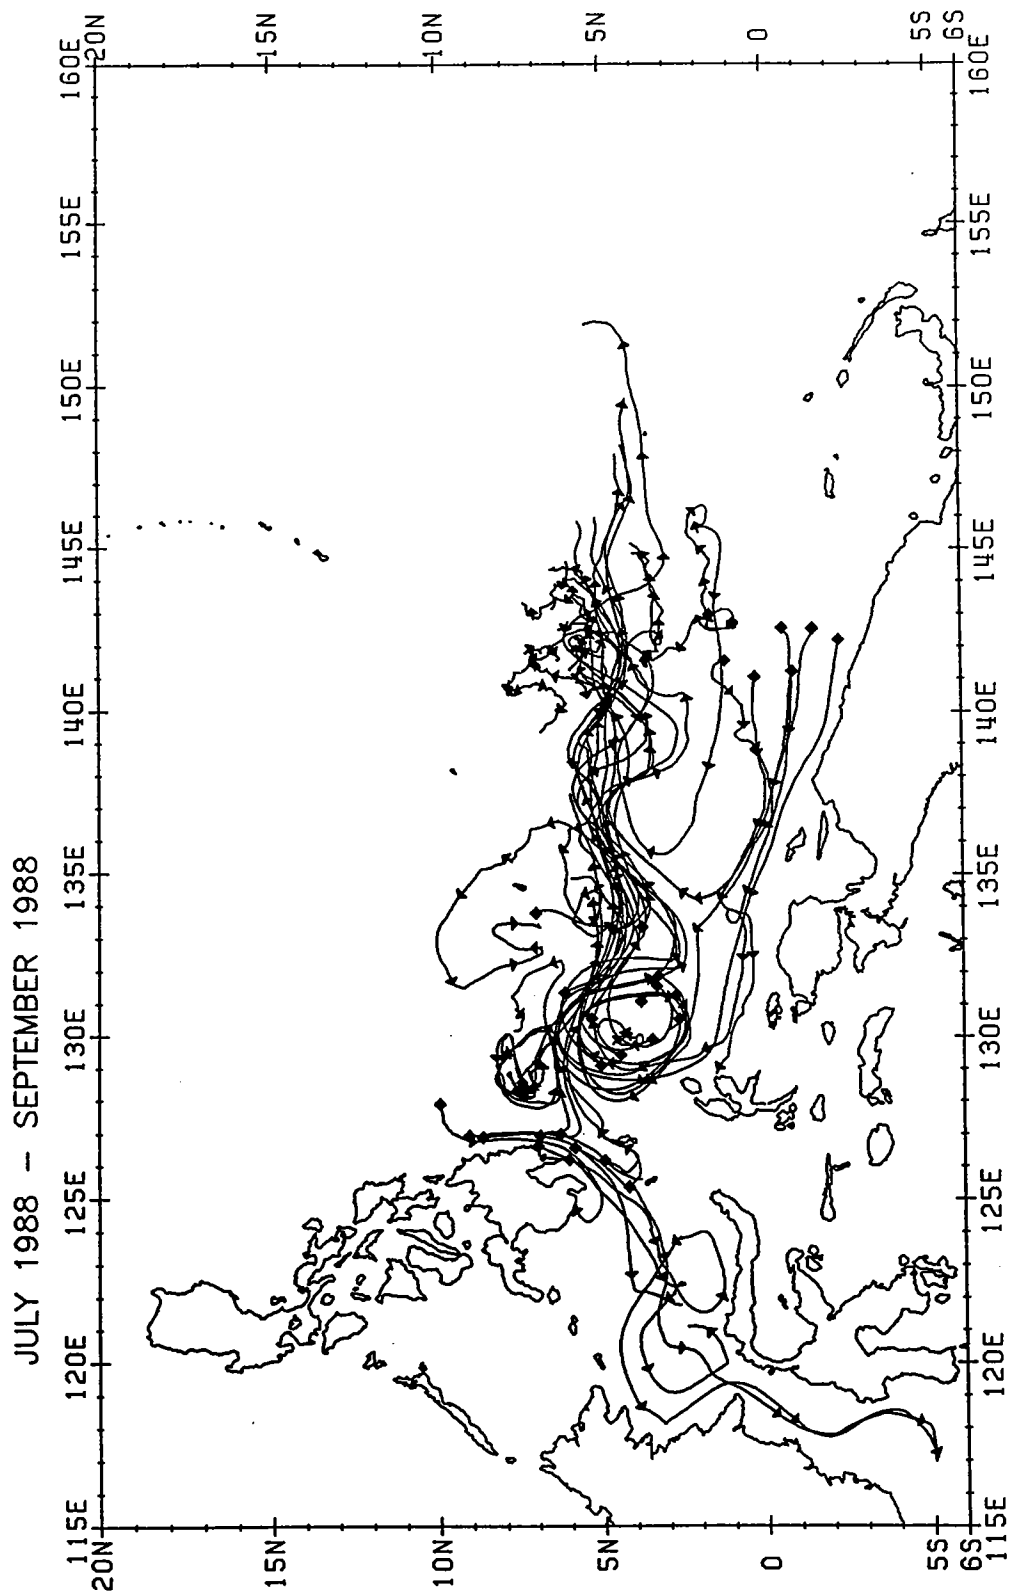 JULY 1988 — SEPTEMBER 1988
115E 120E 125E 130E 135E 140E 145E 150E 155E 160E
20N 20N
15N 15N
10N 10N
5N 5N
0 0
5S 5S
6S 6S
115E 120E 125E 130E 135E 140E 145E 150E 155E 160E